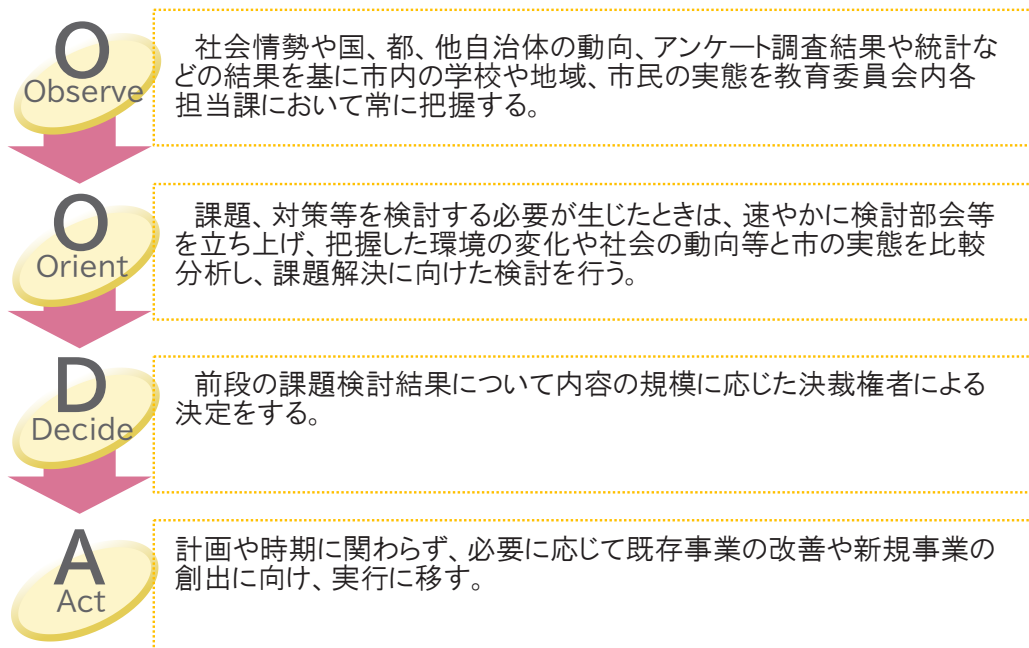 O
Observe
社会情勢や国、都、他自治体の動向、アンケート調査結果や統計な
どの結果を基に市内の学校や地域、市民の実態を教育委員会内各
担当課において常に把握する。
O
Orient
課題、対策等を検討する必要が生じたときは、速やかに検討部会等
を立ち上げ、把握した環境の変化や社会の動向等と市の実態を比較
分析し、課題解決に向けた検討を行う。
D
Decide
前段の課題検討結果について内容の規模に応じた決裁権者による
決定をする。
A
Act
計画や時期に関わらず、必要に応じて既存事業の改善や新規事業の
創出に向け、実行に移す。